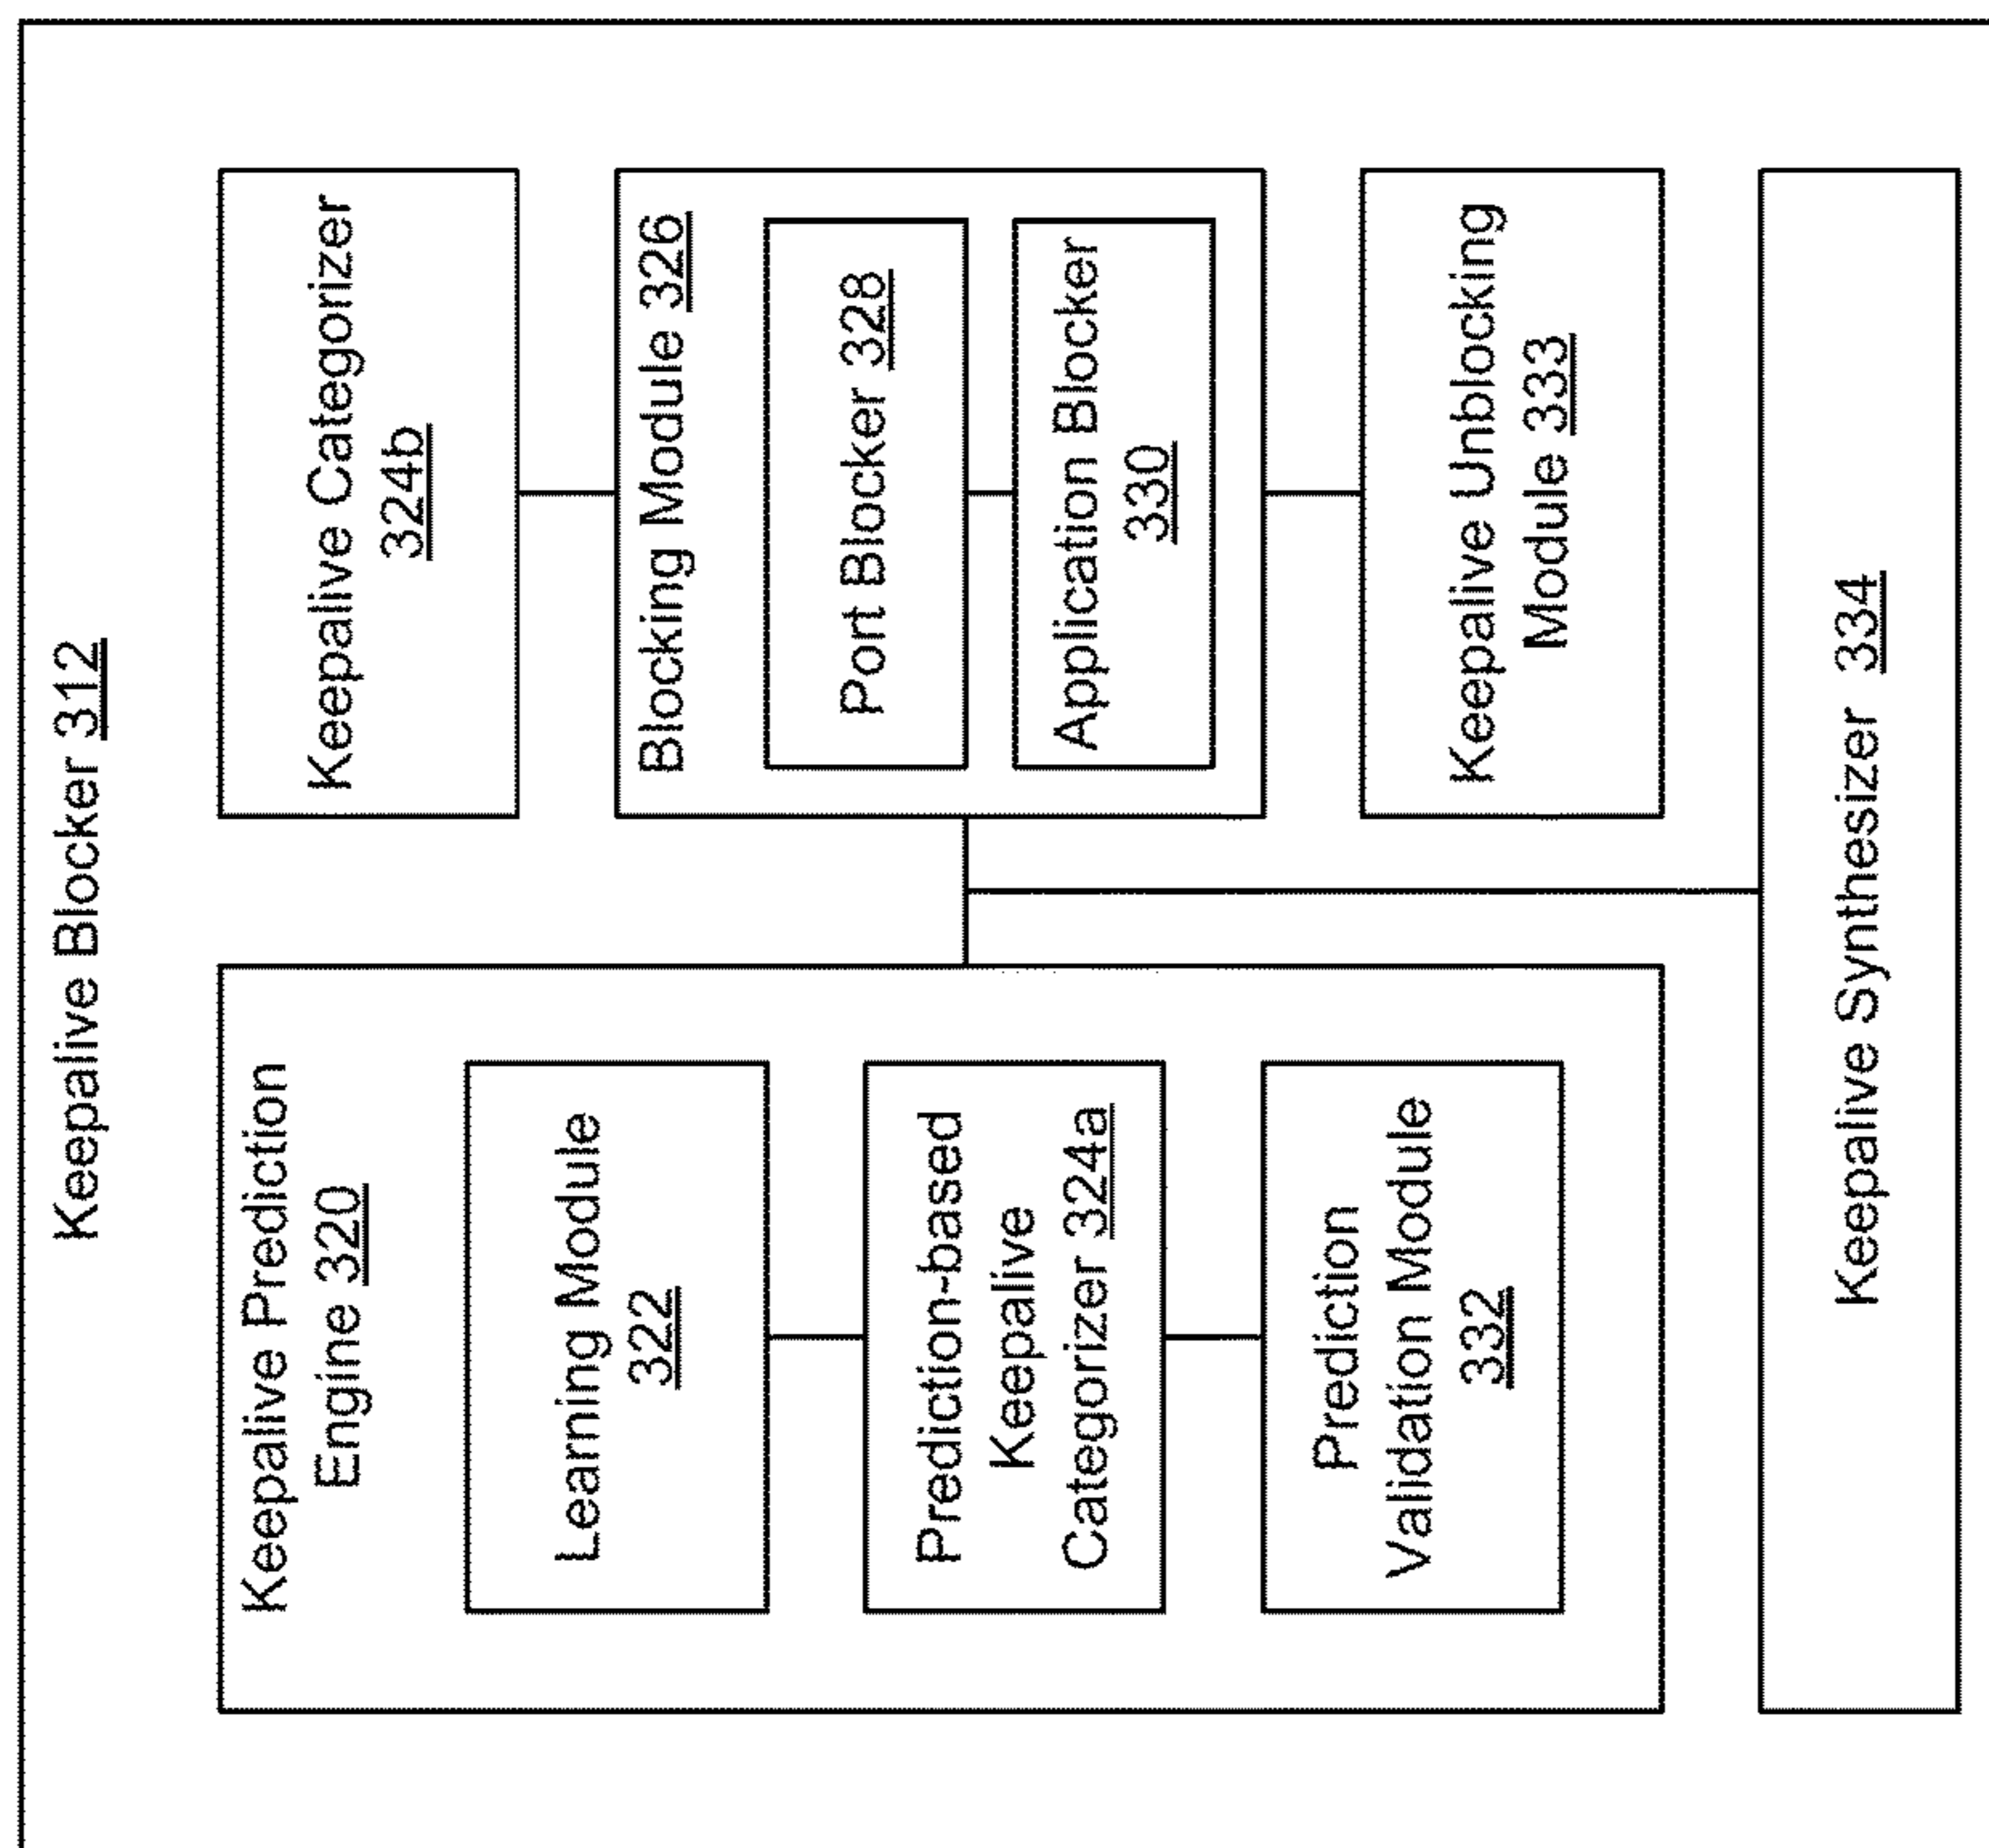 Keepalive Blocker 312
Keepalive Prediction
Engine 320
Learning Module
322
Prediction-based
Keepalive
Categorizer 324a
Prediction
Validation Module
332
Keepalive Categorizer
324b
Blocking Module 326
Port Blocker 328
Application Blocker
330
Keepalive Unblocking
Module 333
Keepalive Synthesizer 334